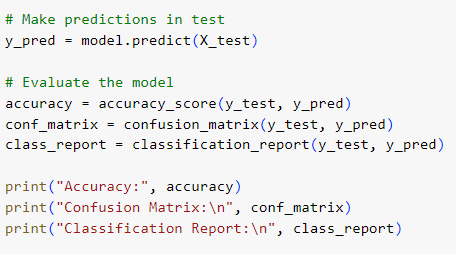 # Make predictions in test
y_pred = model.predict(X_test)
# Evaluate the model
accuracy = accuracy_score(y_test, y_pred)
conf_matrix = confusion_matrix(y_test, y_pred)
class_report = classification_report(y_test, y_pred)
print("Accuracy:", accuracy)
print("Confusion Matrix:\n", conf_matrix)
print("Classification Report:\n", class_report)